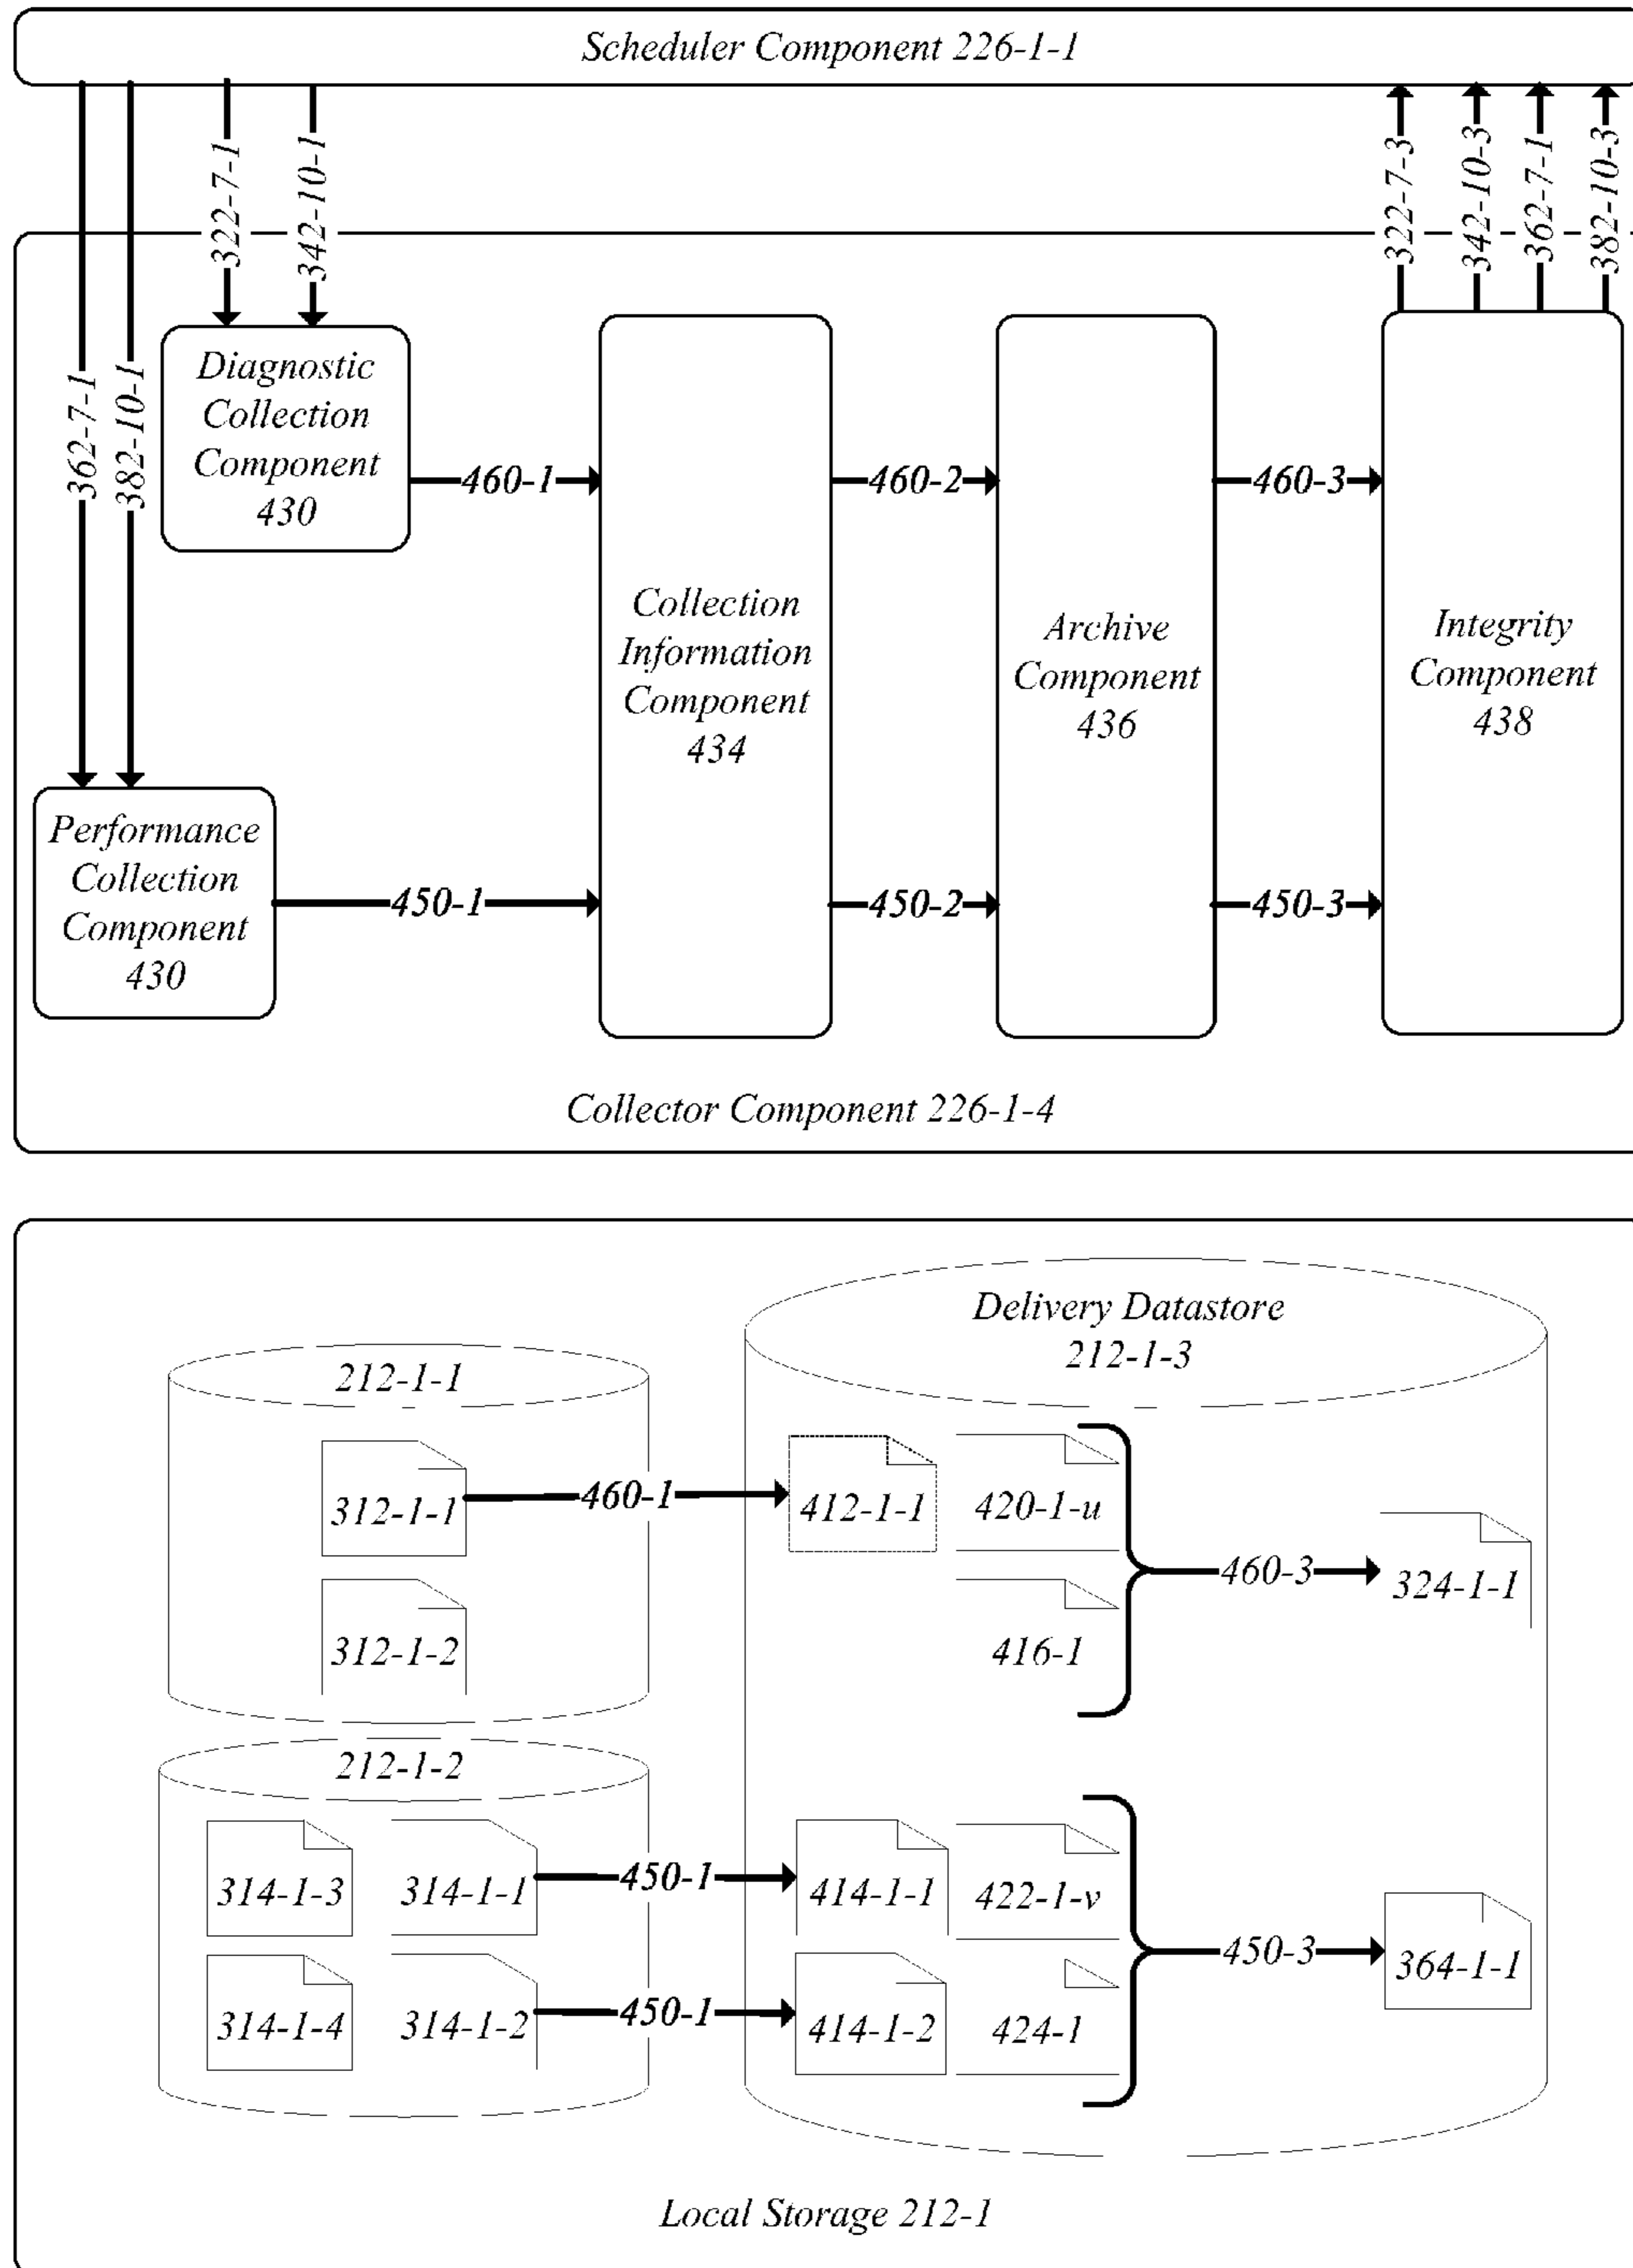 Scheduler Component 226-1-1
362-7-1
382-10-1
322-7-1
342-10-1
322-7-3
342-10-3
362-7-1
382-10-3
Diagnostic
Collection
Component
430
460-1
460-2
460-3
Collection
Information
Component
434
Archive
Component
436
Integrity
Component
438
Performance
Collection
Component
430
450-1
450-2
450-3
Collector Component 226-1-4
Delivery Datastore
212-1-3
212-1-1
312-1-1
460-1
412-1-1
420-1-u
460-3
324-1-1
312-1-2
416-1
212-1-2
314-1-3
314-1-1
450-1
414-1-1
422-1-v
450-3
364-1-1
314-1-4
314-1-2
450-1
414-1-2
424-1
Local Storage 212-1